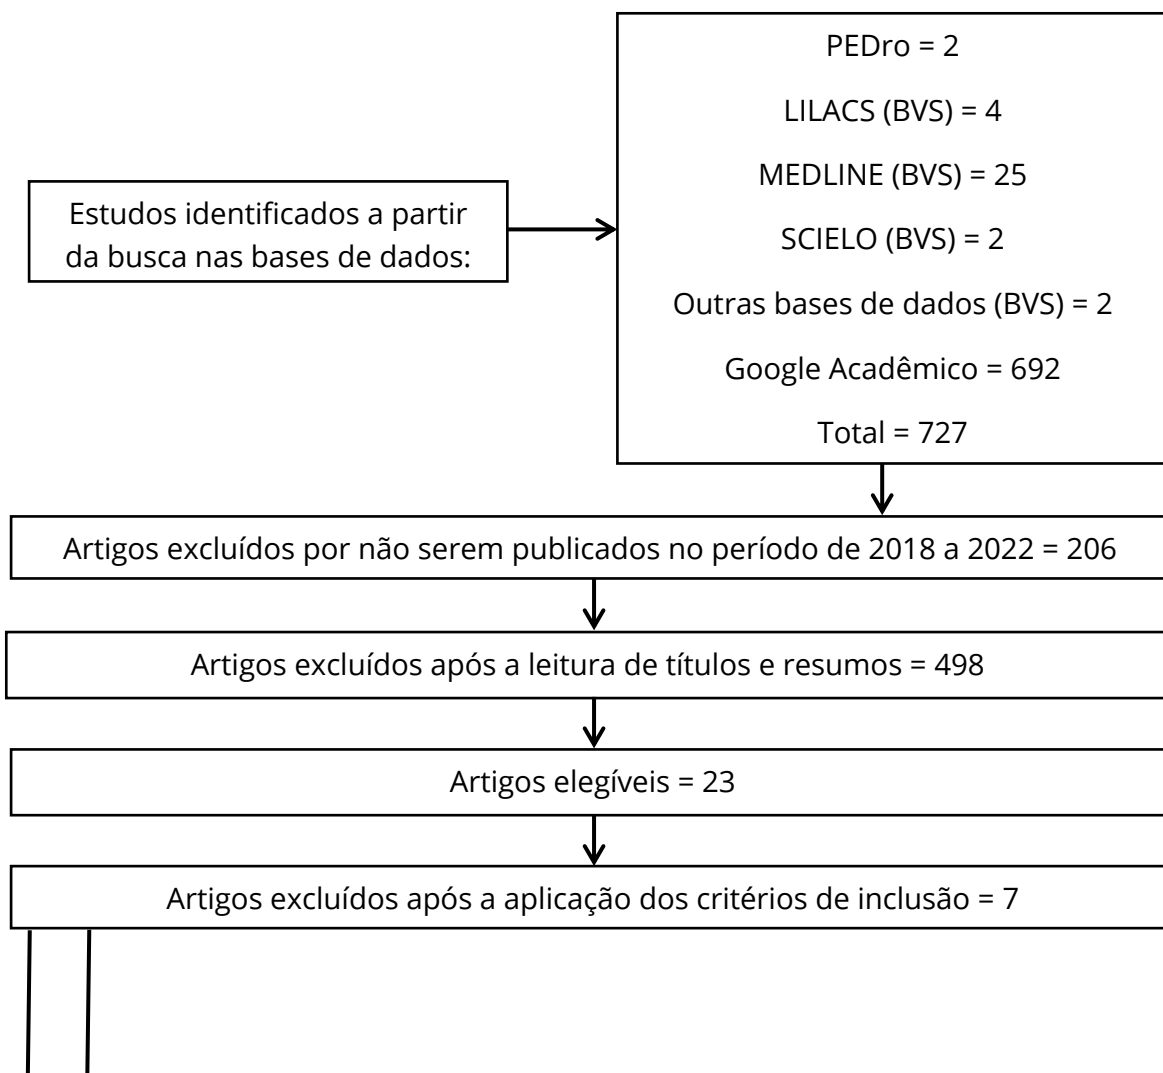 PEDro = 2
LILACS (BVS) = 4
MEDLINE (BVS) = 25
SCIELO (BVS) = 2
Outras bases de dados (BVS) = 2
Google Acadêmico = 692
Total = 727
Estudos identificados a partir
da busca nas bases de dados:
Artigos excluídos por não serem publicados no período de 2018 a 2022 = 206
Artigos excluídos após a leitura de títulos e resumos = 498
Artigos elegíveis = 23
Artigos excluídos após a aplicação dos critérios de inclusão = 7